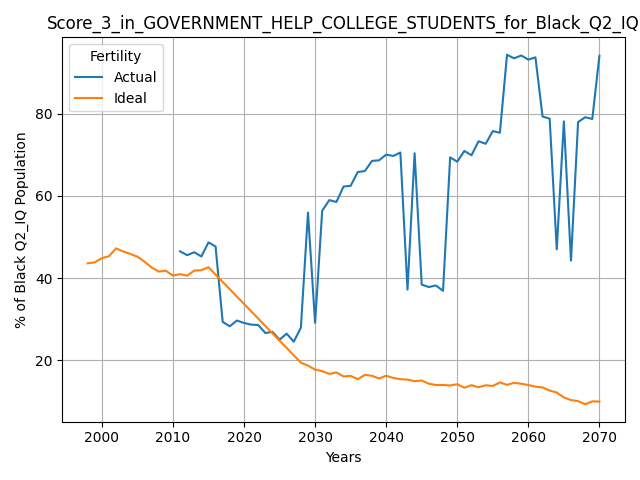 Score_3_in_GOVERNMENT_HELP_COLLEGE_STUDENTS_for_Black_Q2_IQ
Fertility
Actual
Ideal
% of Black Q2_IQ Population
80
60
40
20
2000 2010 2020 2030 2040 2050 2060 2070
Years